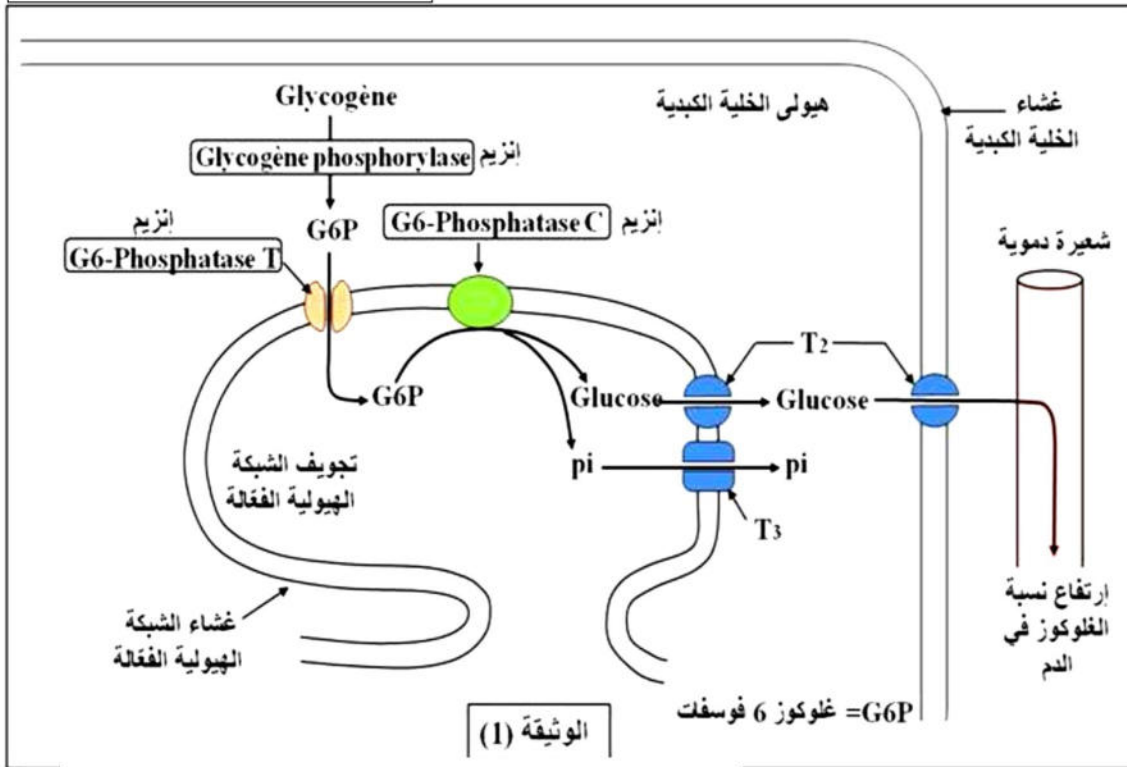 Glycogène
هيولى الخلية الكبدية
غشاء
الخلية الكبدية
إنزيم Glycogène phosphorylase
G6P
إنزيم
G6-Phosphatase T
إنزيم G6-Phosphatase C
شعيرة دموية
T2
G6P
Glucose
Glucose
pi
pi
T3
تجويف الشبكة
الهيولية الفعّالة
غشاء الشبكة
الهيولية الفعّالة
إرتفاع نسبة
الغلوكوز في
الدم
G6P= غلوكوز 6 فوسفات
الوثيقة (1)